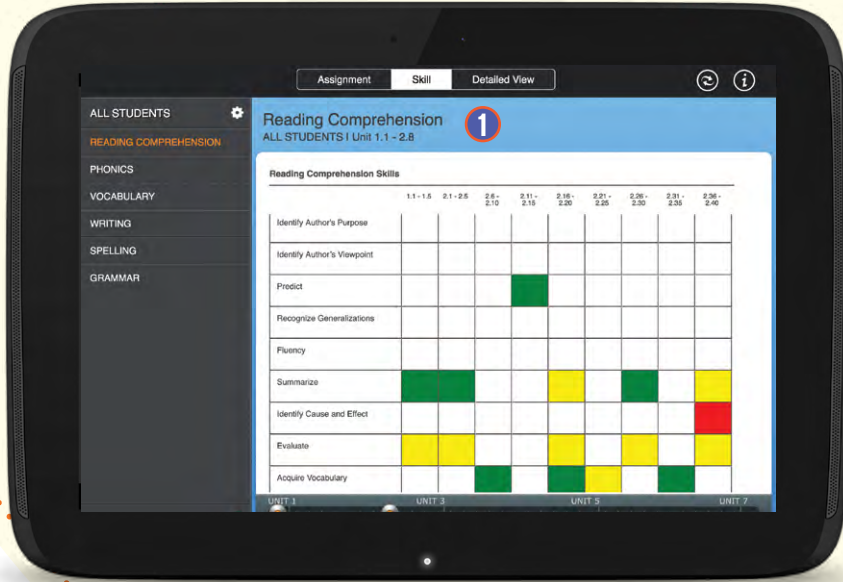 Assignment Skill Detailed View
ALL STUDENTS
READING COMPREHENSION
PHONICS
VOCABULARY
WRITING
SPELLING
GRAMMAR
Reading Comprehension
ALL STUDENTS I Unit 1.1 - 2.8
1
Reading Comprehension Skills
1.1 - 1.5 2.1 - 2.5 2.6 - 2.10 2.11 - 2.15 2.16 - 2.20 2.21 - 2.25 2.26 - 2.30 2.31 - 2.35 2.36 - 2.40
Identify Author's Purpose
Identify Author's Viewpoint
Predict
Recognize Generalizations
Fluency
Summarize
Identify Cause and Effect
Evaluate
Acquire Vocabulary
UNIT 1 UNIT 3 UNIT 5 UNIT 7